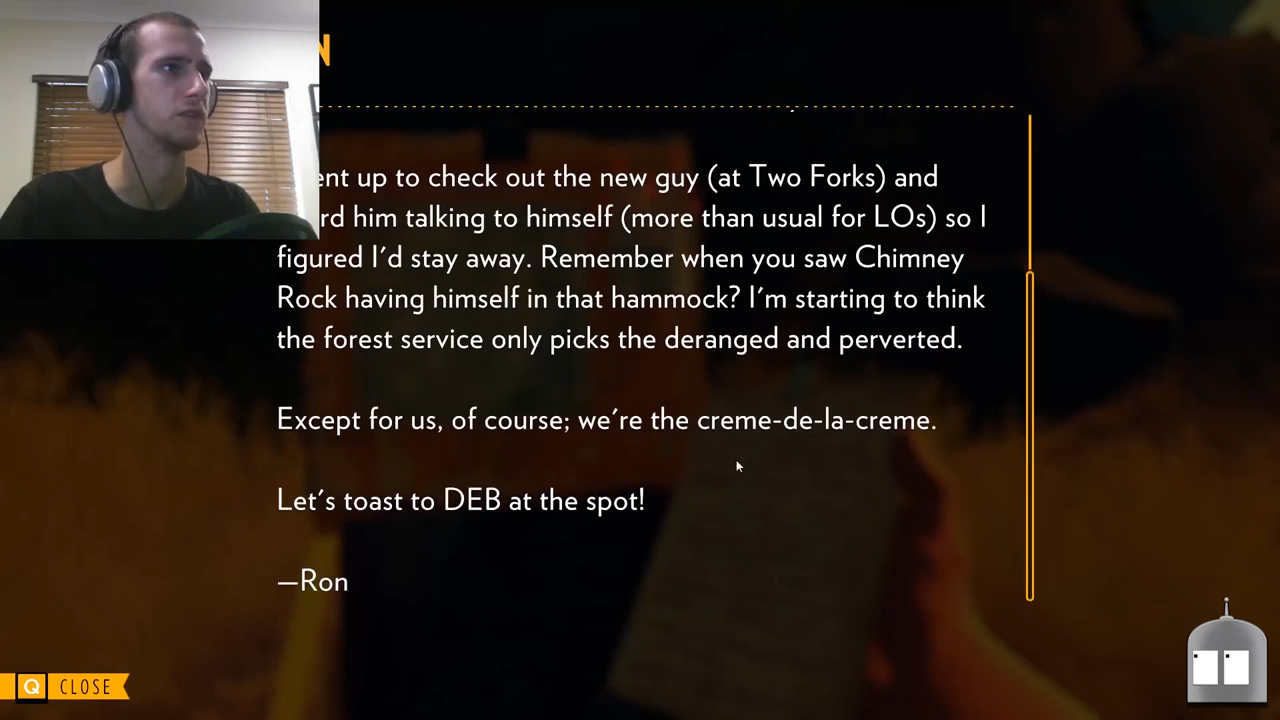 N
ent up to check out the new guy (at Two Forks) and
rd him talking to himself (more than usual for LOs) so I
figured I'd stay away. Remember when you saw Chimney
Rock having himself in that hammock? I'm starting to think
the forest service only picks the deranged and perverted.
Except for us, of course; we're the creme-de-la-creme.
Let's toast to DEB at the spot!
—Ron
Q CLOSE